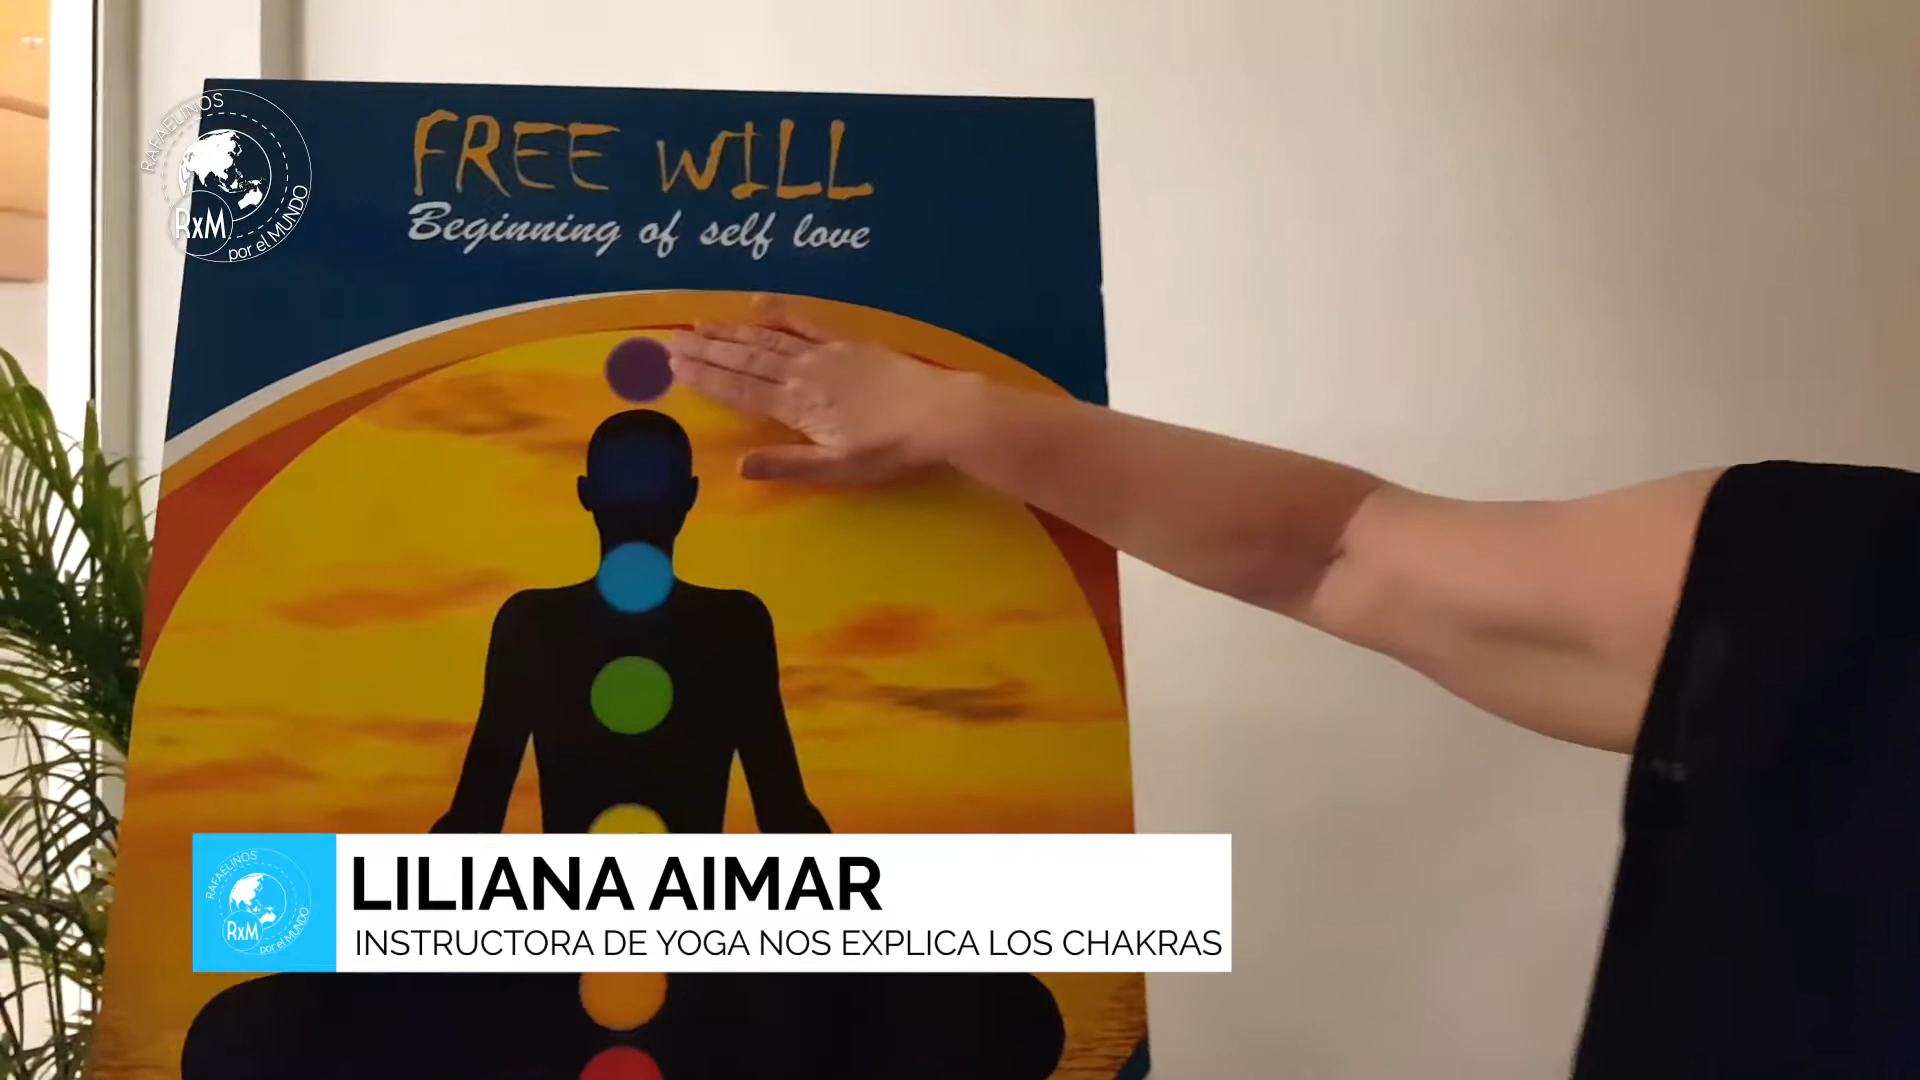 RAFAELINOS
RxM
por el MUNDO
FREE WILL
Beginning of self love
RAFAELINOS
RxM
por el MUNDO
LILIANA AIMAR
INSTRUCTORA DE YOGA NOS EXPLICA LOS CHAKRAS